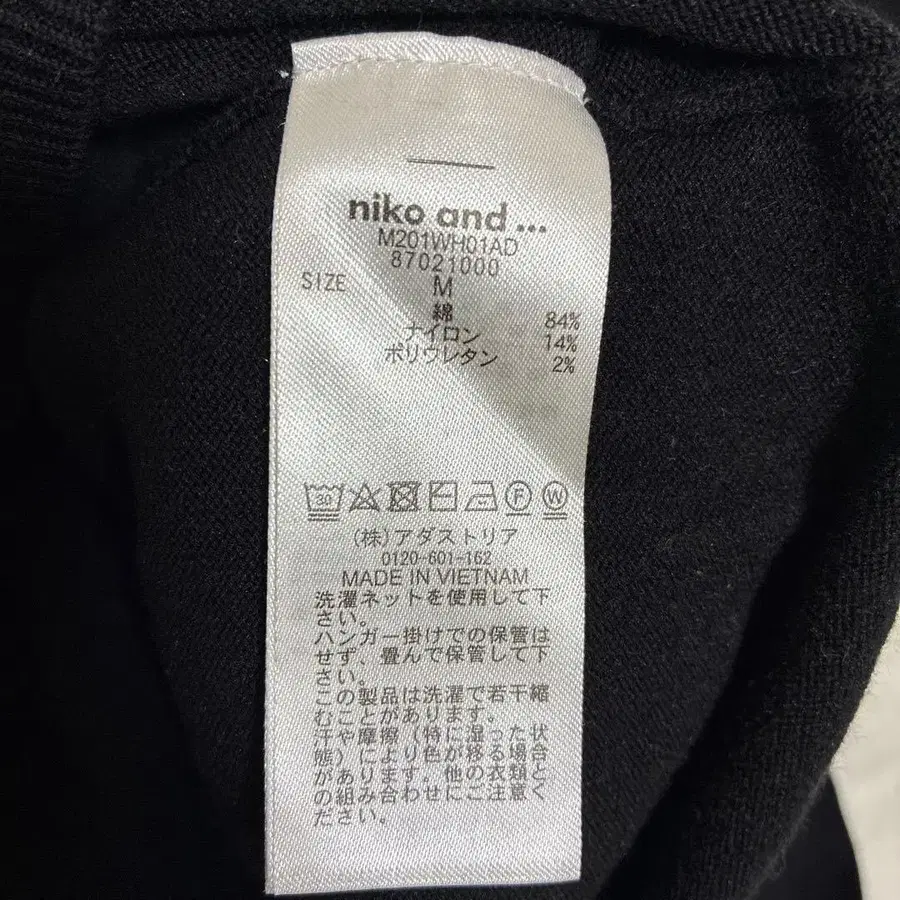 niko and ...
M201WH01AD
87021000
SIZE M
綿 84%
ナイロン 14%
ポリウレタン 2%
30 F W
(株)アダストリア
0120-601-162
MADE IN VIETNAM
洗濯ネットを使用して下
さい。
ハンガー掛けでの保管は
せず、畳んで保管して下
さい。
この製品は洗濯で若干縮
むことがあります。
汗や摩擦(特に湿った状
態)により色が移る場合
があります。他の衣類と
の組み合わせにご注意く
ださい。